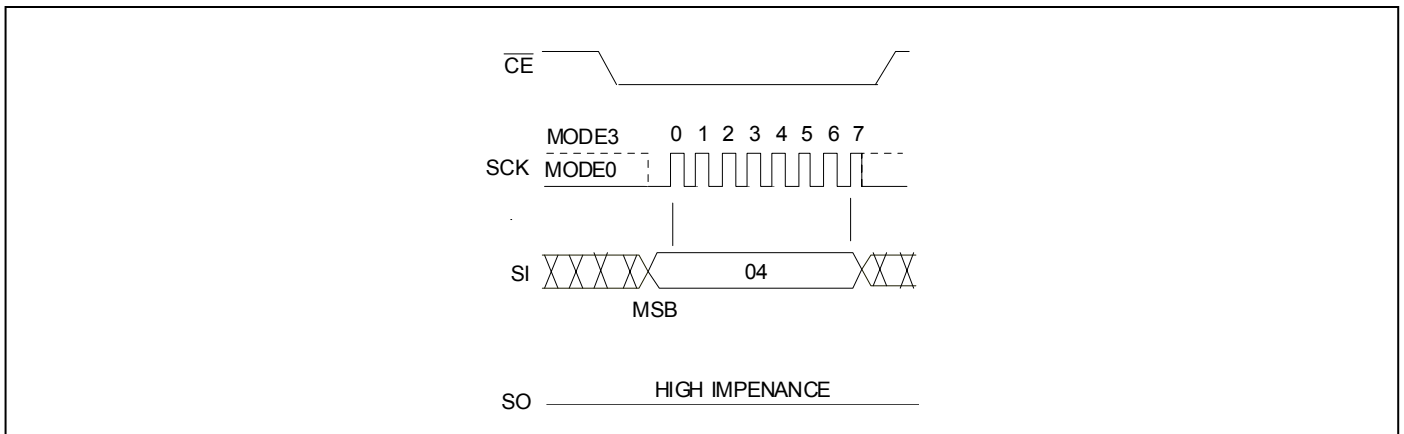 CE
MODE3 0 1 2 3 4 5 6 7
SCK MODE0
SI 04
MSB
SO HIGH IMPENANCE